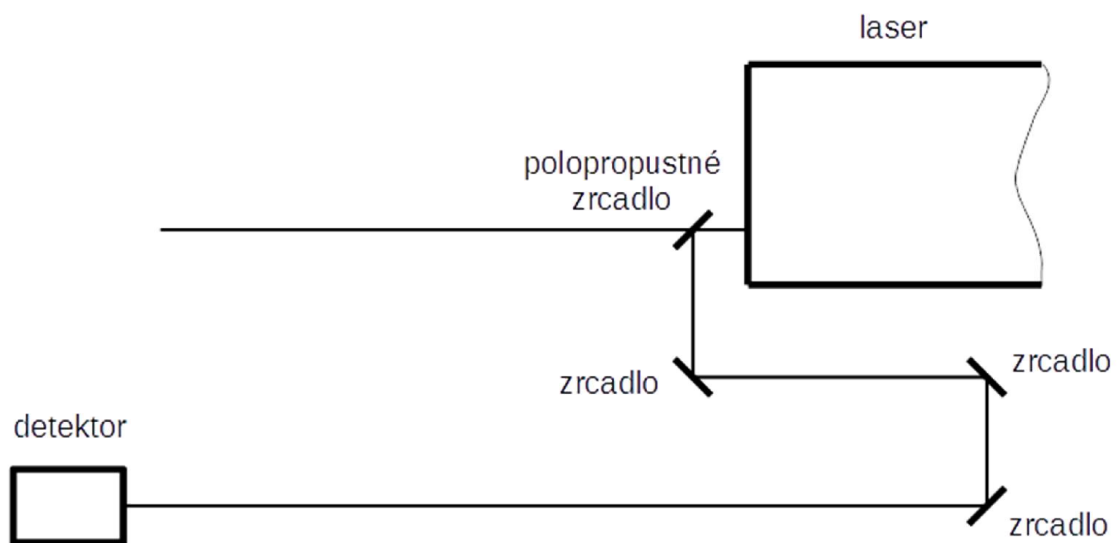 laser
polopropustné
zrcadlo
zrcadlo
zrcadlo
detektor
zrcadlo